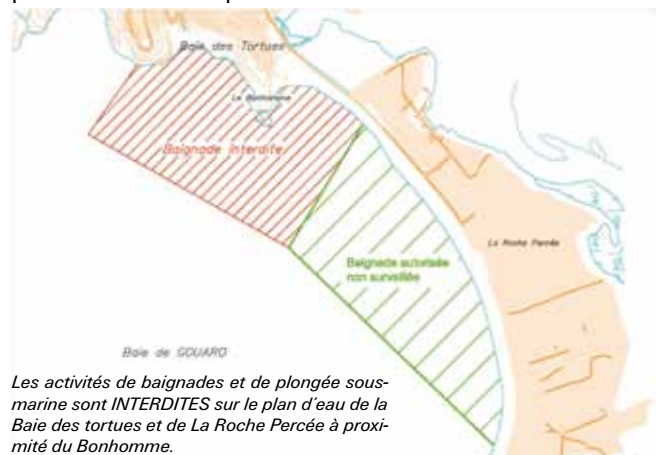 Baie des Tortues
Le Bonhomme
Baignade interdite
La Roche Percée
Baignade autorisée
non surveillée
Baie de GOUARO
Les activités de baignades et de plongée sous-
marine sont INTERDITES sur le plan d'eau de la
Baie des tortues et de La Roche Percée à proxi-
mité du Bonhomme.